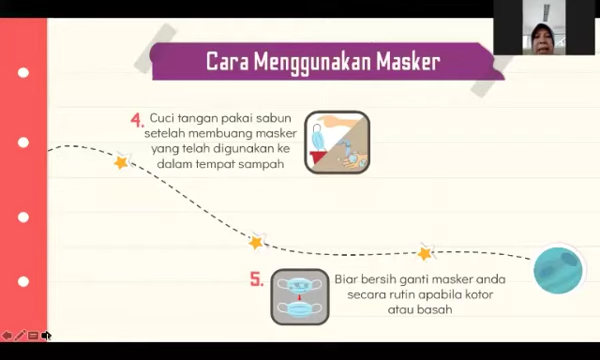 Cara Menggunakan Masker
4. Cuci tangan pakai sabun
setelah membuang masker
yang telah digunakan ke
dalam tempat sampah
5. Biar bersih ganti masker anda
secara rutin apabila kotor
atau basah